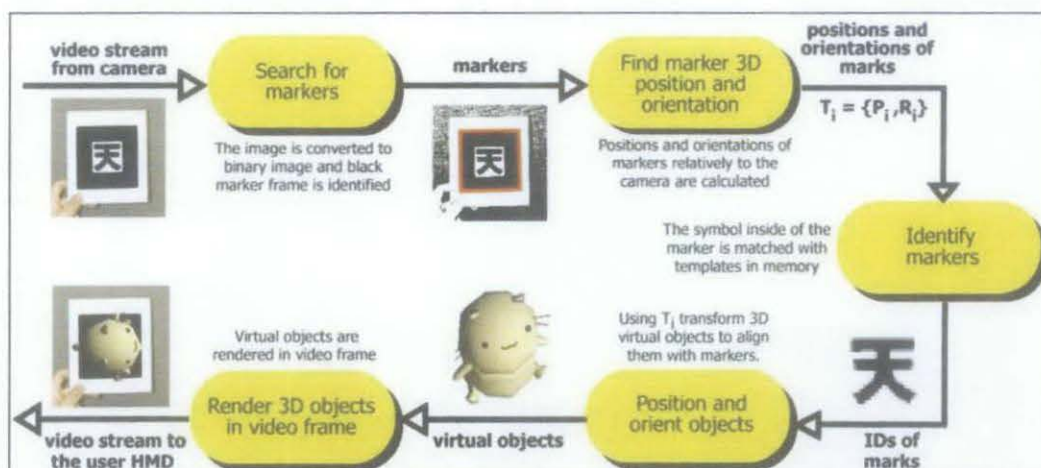 video stream
from camera
Search for
markers
The image is converted to
binary image and black
marker frame is identified
天
markers
天
Find marker 3D
position and
orientation
Positions and orientations of
markers relatively to the
camera are calculated
positions and
orientations of
marks
Ti = {Pi ,Ri}
The symbol inside of the
marker is matched with
templates in memory
Identify
markers
天
IDs of
marks
Using Ti transform 3D
virtual objects to align
them with markers.
Position and
orient objects
virtual objects
Virtual objects are
rendered in video frame
Render 3D objects
in video frame
video stream to
the user HMD